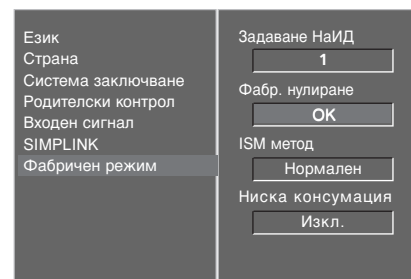 Език
Страна
Система заключване
Родителски контрол
Входен сигнал
SIMPLINK
Фабричен режим
Задаване НаИД
1
Фабр. нулиране
OK
ISM метод
Нормален
Ниска консумация
Изкл.